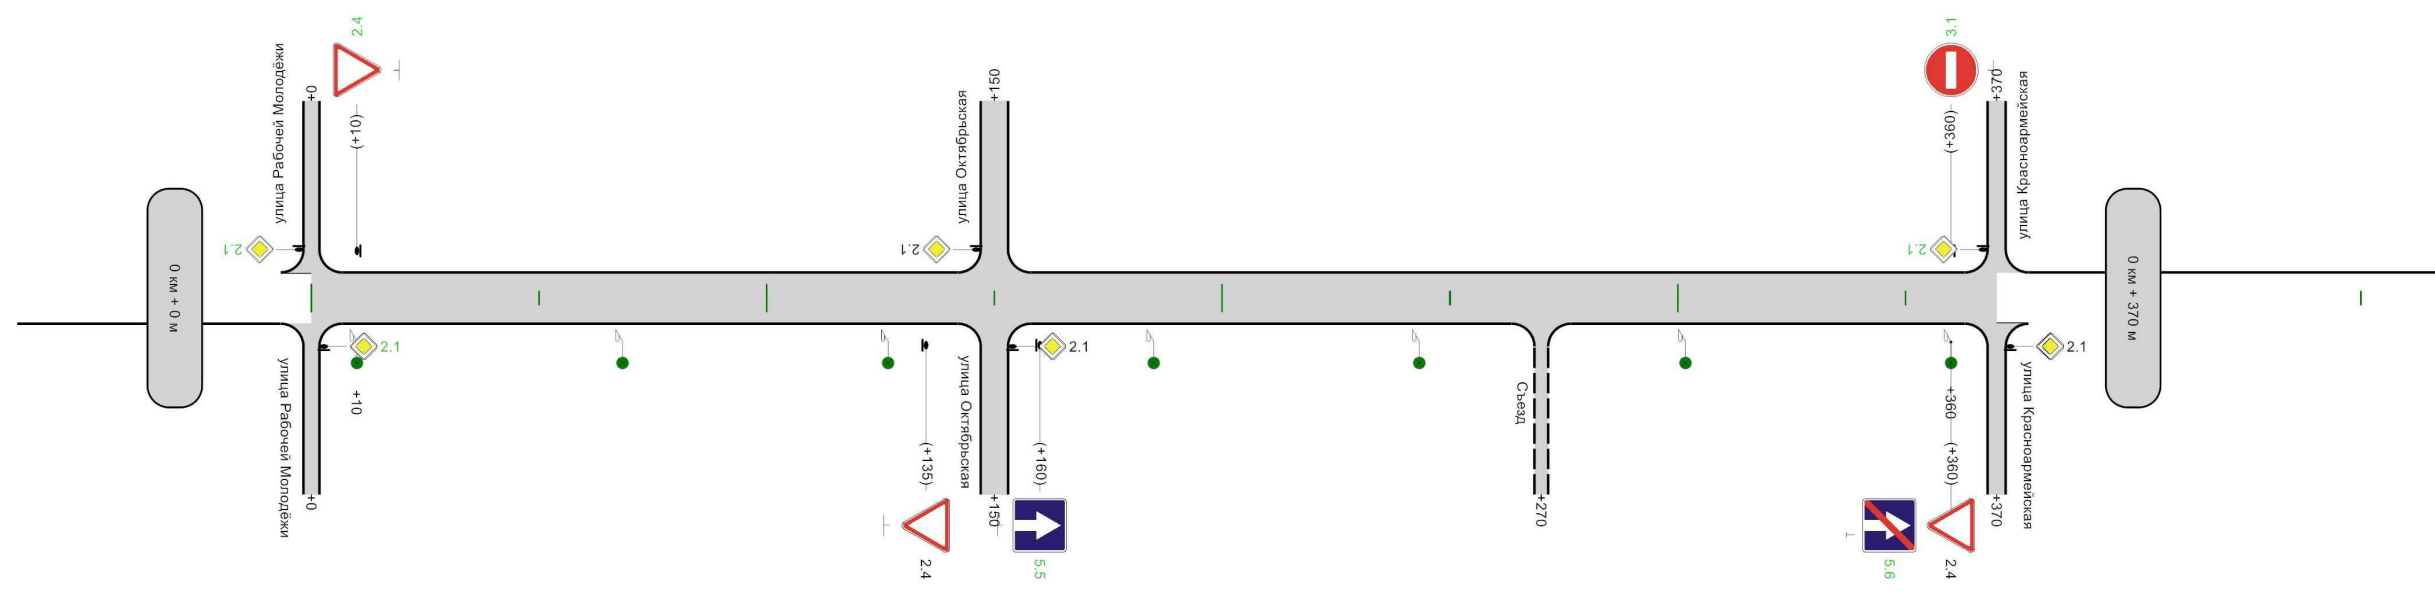 2.4
3.1
0+
+150
+370
улица Рабочей Молодёжи
(+10)
улица Октябрьская
(+360)
улица Красноармейская
2.1
2.1
2.1
0 км + 0 м
0 км + 370 м
2.1
2.1
2.1
+10
улица Рабочей Молодёжи
(+135)
улица Октябрьская
(+160)
Съезд
+360
(+360)
улица Красноармейская
+0
+150
+270
+370
2.4
5.5
5.6
2.4